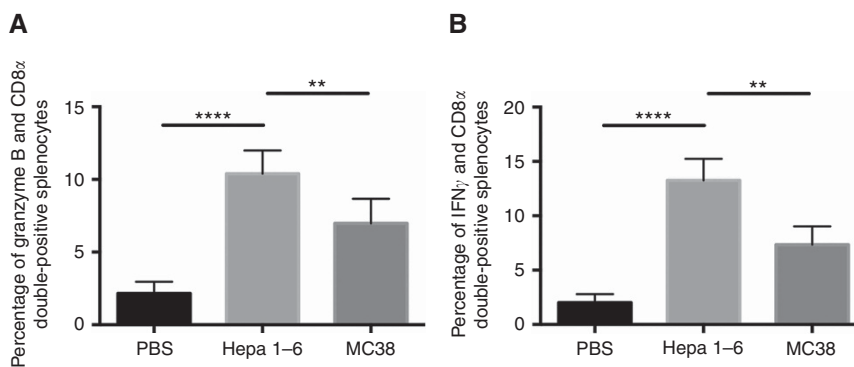 A
Percentage of granzyme B and CD8α
double-positive splenocytes
15
10
5
0
****
**
PBS
Hepa 1–6
MC38
B
Percentage of IFNγ and CD8α
double-positive splenocytes
20
15
10
5
0
****
**
PBS
Hepa 1–6
MC38